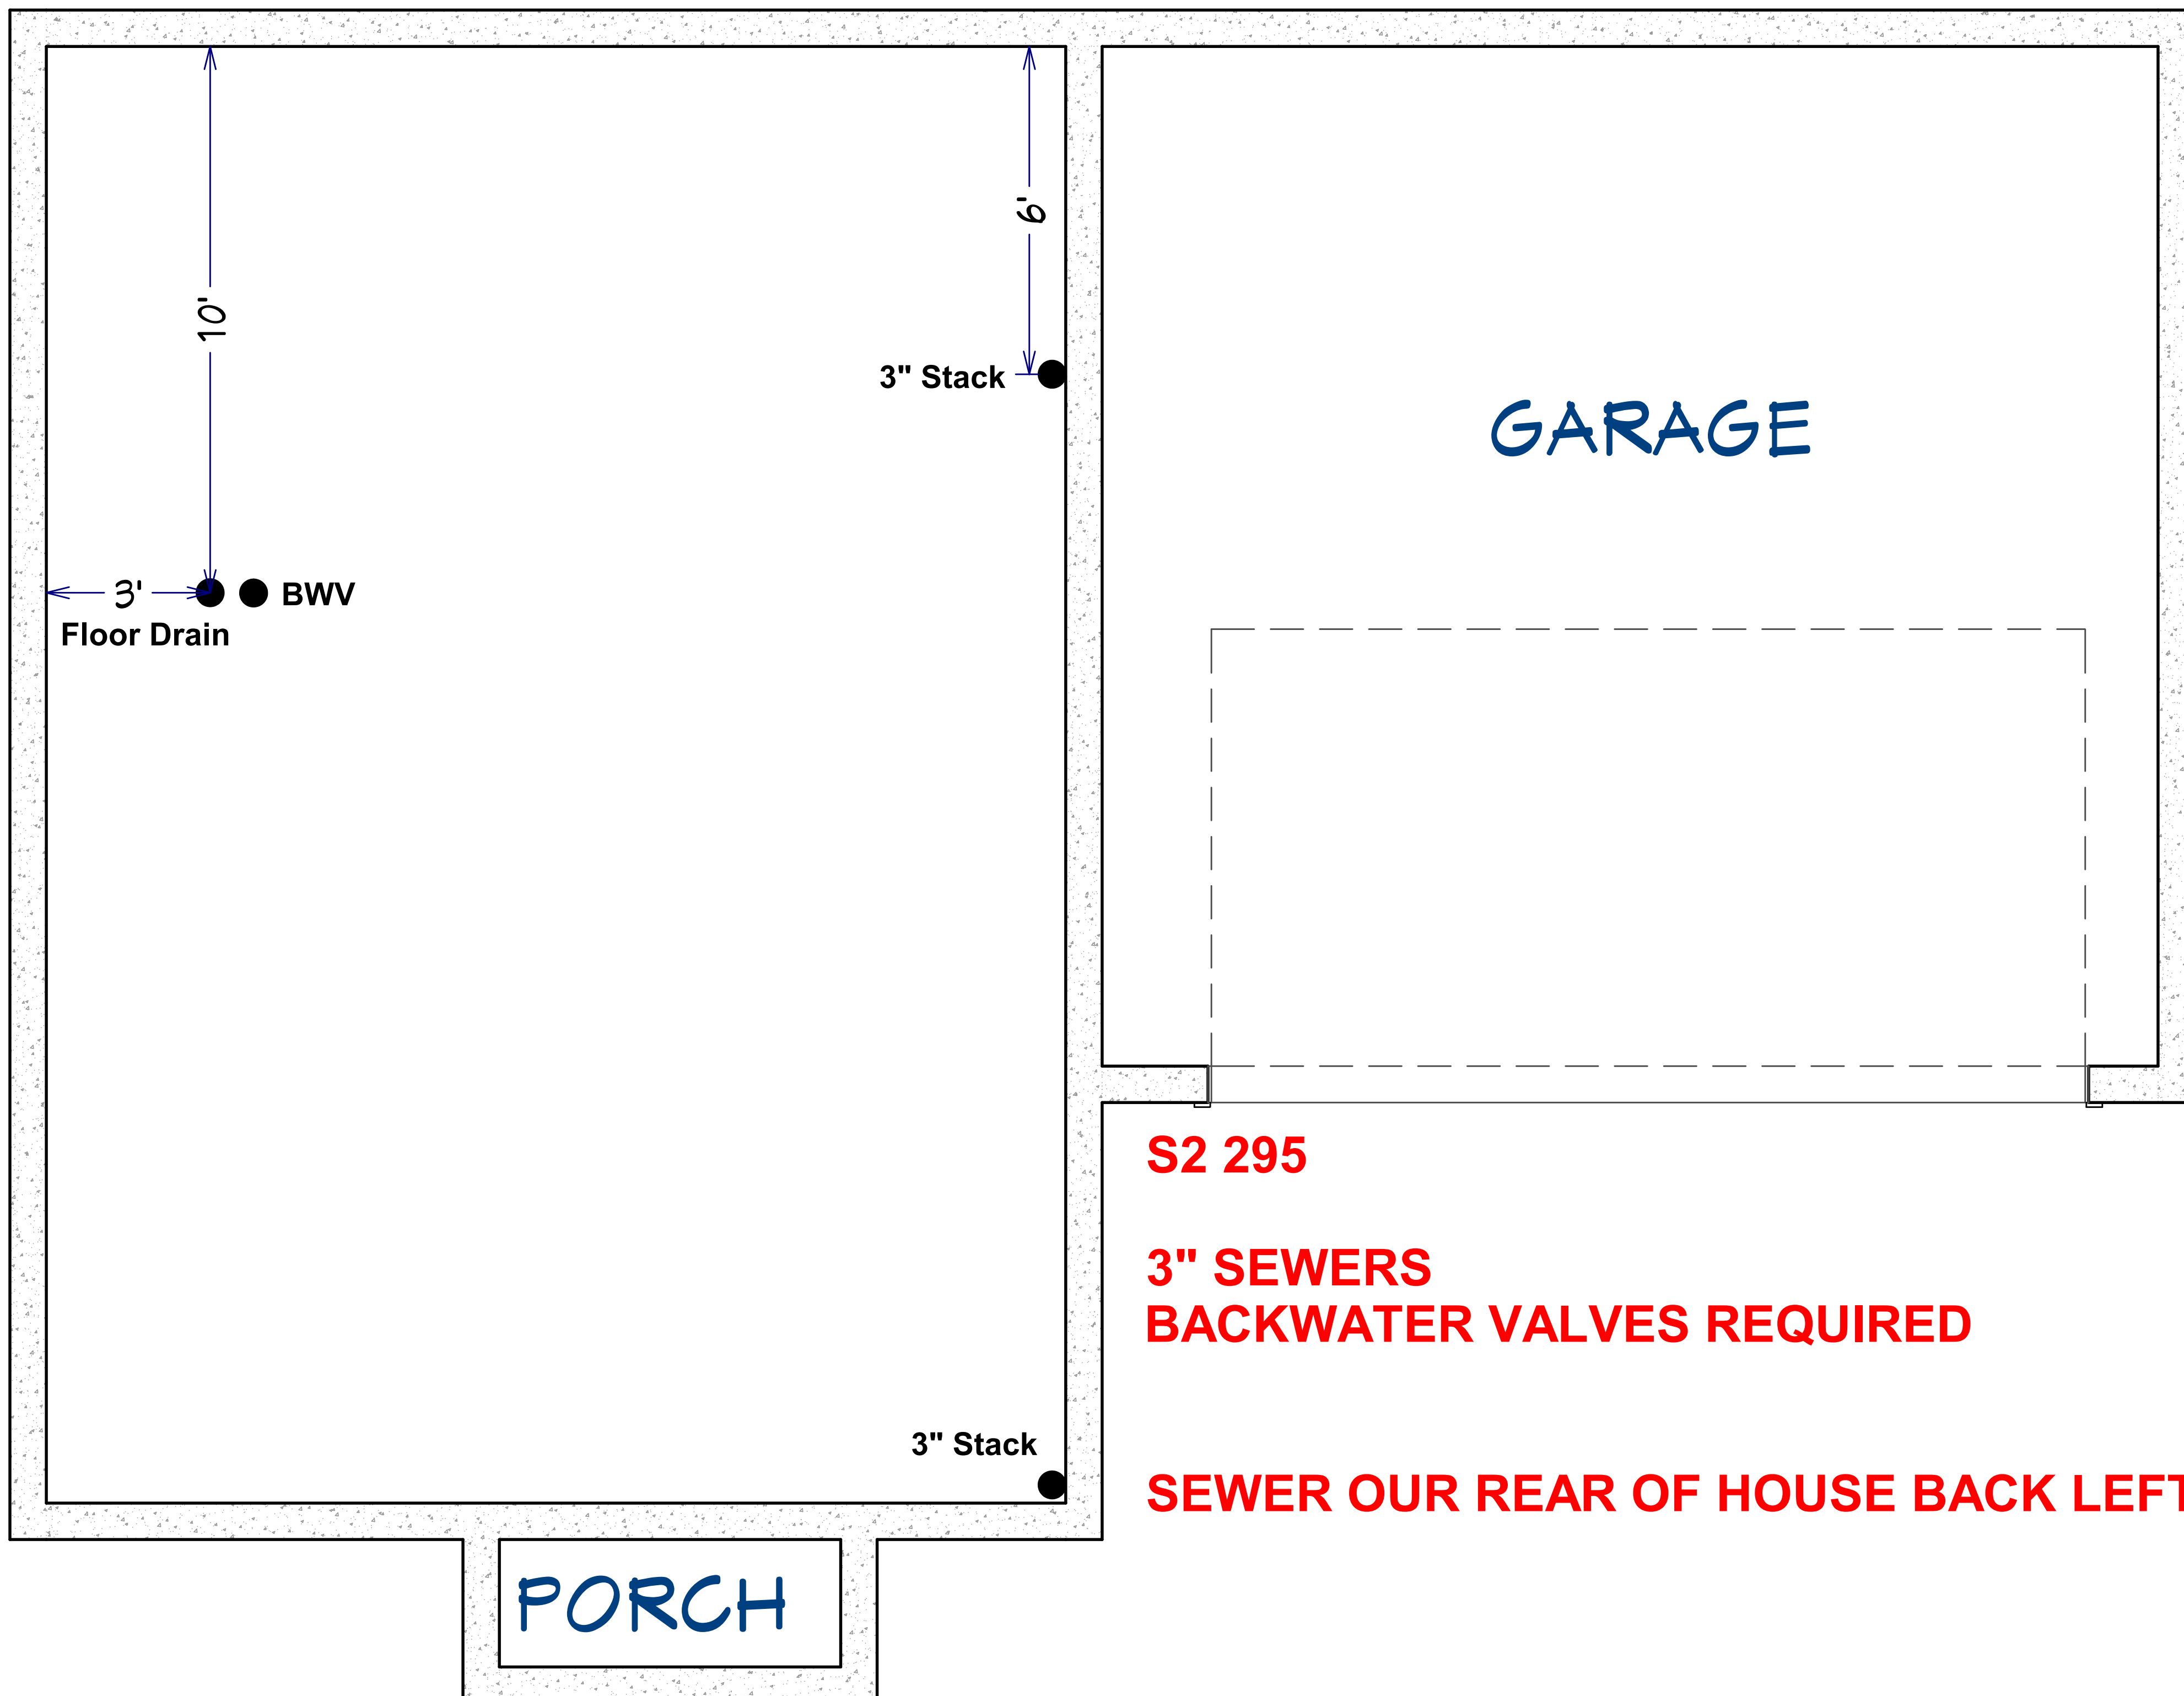 10'
6'
3" Stack
GARAGE
3'
BWV
Floor Drain
S2 295
3" SEWERS
BACKWATER VALVES REQUIRED
3" Stack
SEWER OUR REAR OF HOUSE BACK LEFT
PORCH